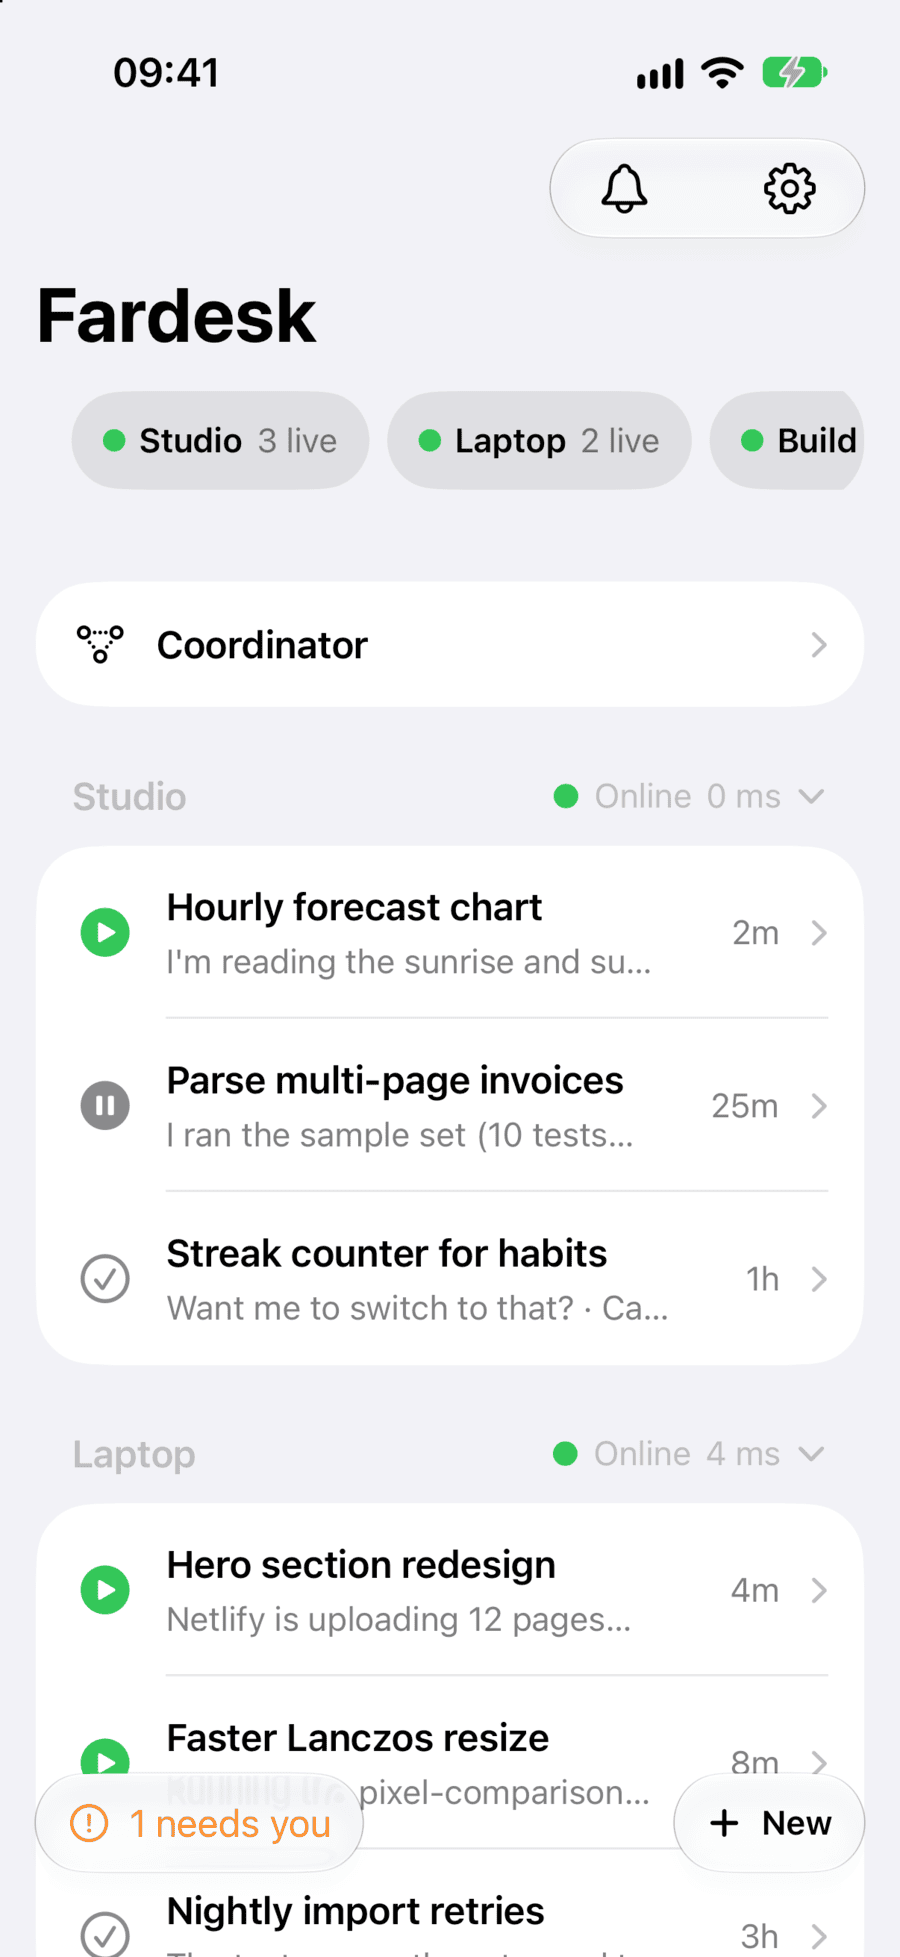 09:41
Fardesk
Studio 3 live
Laptop 2 live
Build
Coordinator
Studio
Online 0 ms
Hourly forecast chart
2m
I'm reading the sunrise and su...
Parse multi-page invoices
25m
I ran the sample set (10 tests...
Streak counter for habits
1h
Want me to switch to that? · Ca...
Laptop
Online 4 ms
Hero section redesign
4m
Netlify is uploading 12 pages...
Faster Lanczos resize
8m
Running the pixel-comparison...
1 needs you
New
Nightly import retries
3h